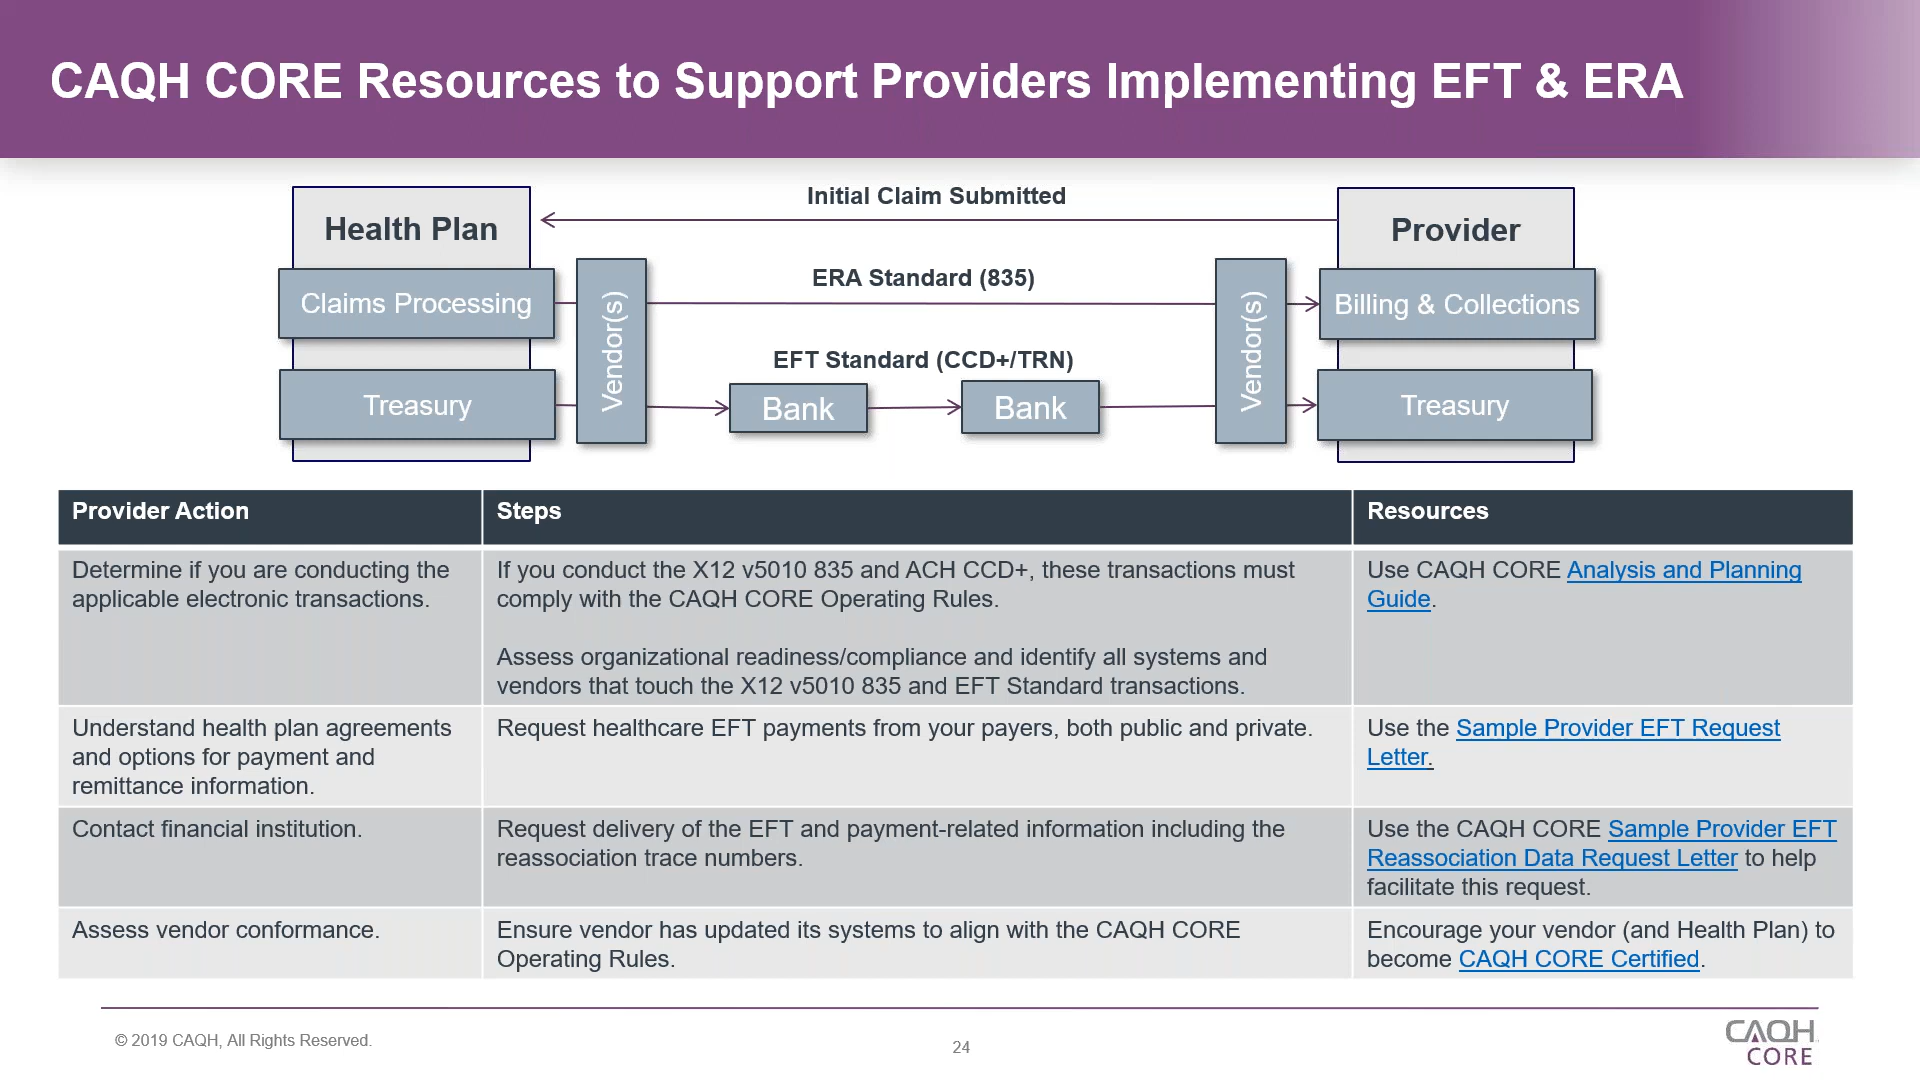 CAQH CORE Resources to Support Providers Implementing EFT & ERA
Initial Claim Submitted
Health Plan
Provider
ERA Standard (835)
Claims Processing
Vendor(s)
Vendor(s)
Billing & Collections
EFT Standard (CCD+/TRN)
Treasury
Bank
Bank
Treasury
Provider Action
Steps
Resources
Determine if you are conducting the
applicable electronic transactions.
If you conduct the X12 v5010 835 and ACH CCD+, these transactions must
comply with the CAQH CORE Operating Rules.
Assess organizational readiness/compliance and identify all systems and
vendors that touch the X12 v5010 835 and EFT Standard transactions.
Use CAQH CORE Analysis and Planning
Guide.
Understand health plan agreements
and options for payment and
remittance information.
Request healthcare EFT payments from your payers, both public and private.
Use the Sample Provider EFT Request
Letter.
Contact financial institution.
Request delivery of the EFT and payment-related information including the
reassociation trace numbers.
Use the CAQH CORE Sample Provider EFT
Reassociation Data Request Letter to help
facilitate this request.
Assess vendor conformance.
Ensure vendor has updated its systems to align with the CAQH CORE
Operating Rules.
Encourage your vendor (and Health Plan) to
become CAQH CORE Certified.
© 2019 CAQH, All Rights Reserved.
24
CAQH
CORE